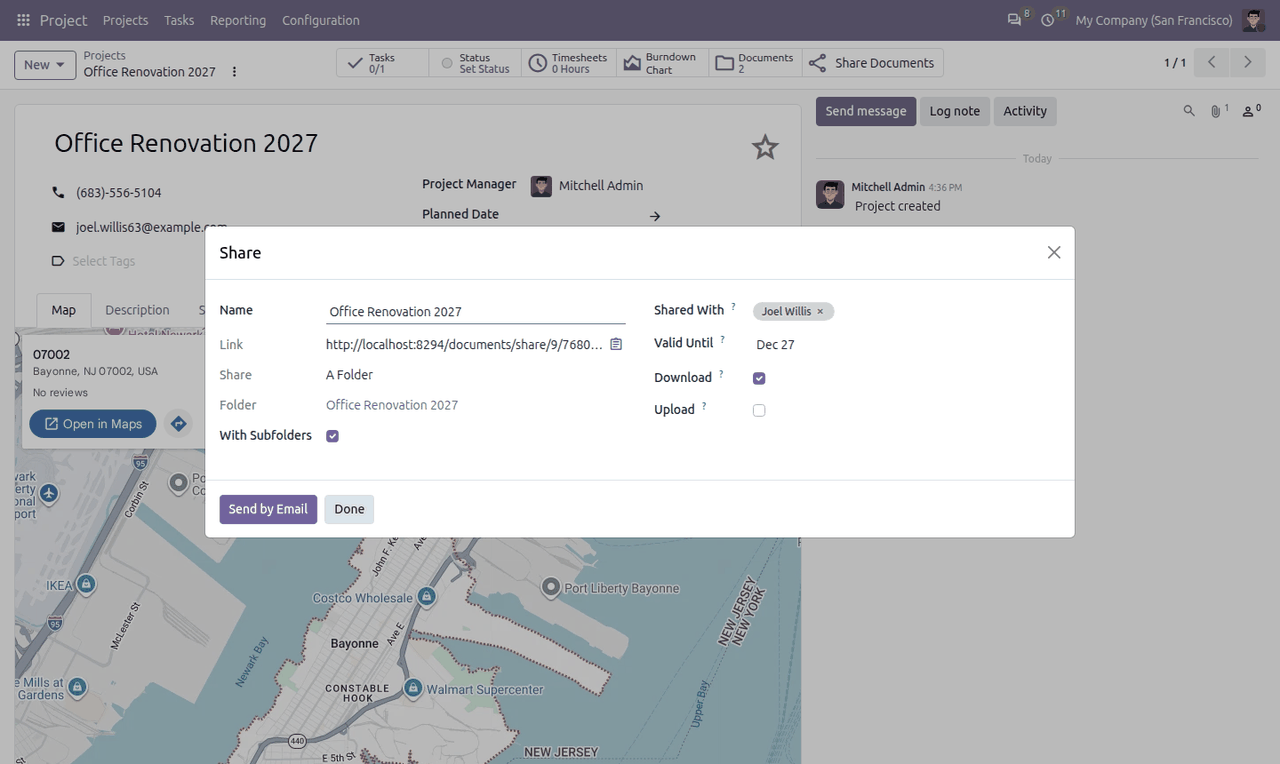 Project Projects Tasks Reporting Configuration 8 11 My Company (San Francisco)
New Projects
Office Renovation 2027
Tasks
0/1
Status
Set Status
Timesheets
0 Hours
Burndown
Chart
Documents
2
Share Documents
1 / 1
Office Renovation 2027
(683)-556-5104
joel.willis63@example.com
Select Tags
Project Manager Mitchell Admin
Planned Date
Send message Log note Activity 1 0
Today
Mitchell Admin 4:36 PM
Project created
Share
Name Office Renovation 2027
Link http://localhost:8294/documents/share/9/7680...
Share A Folder
Folder Office Renovation 2027
With Subfolders
Shared With ? Joel Willis ×
Valid Until ? Dec 27
Download ?
Upload ?
Send by Email Done
Map Description S
07002
Bayonne, NJ 07002, USA
No reviews
Open in Maps
95
Corbin St
IKEA
95
McLester St
Newark Bay
John F. Ke
Ave
Costco Wholesale
Ave E
Bayonne
Port Liberty Bayonne
NEW JERSEY
NEW YORK
e Mills at
Gardens
CONSTABLE
HOOK
Walmart Supercenter
Upper Bay
440
E 5th St
NEW JERSEY